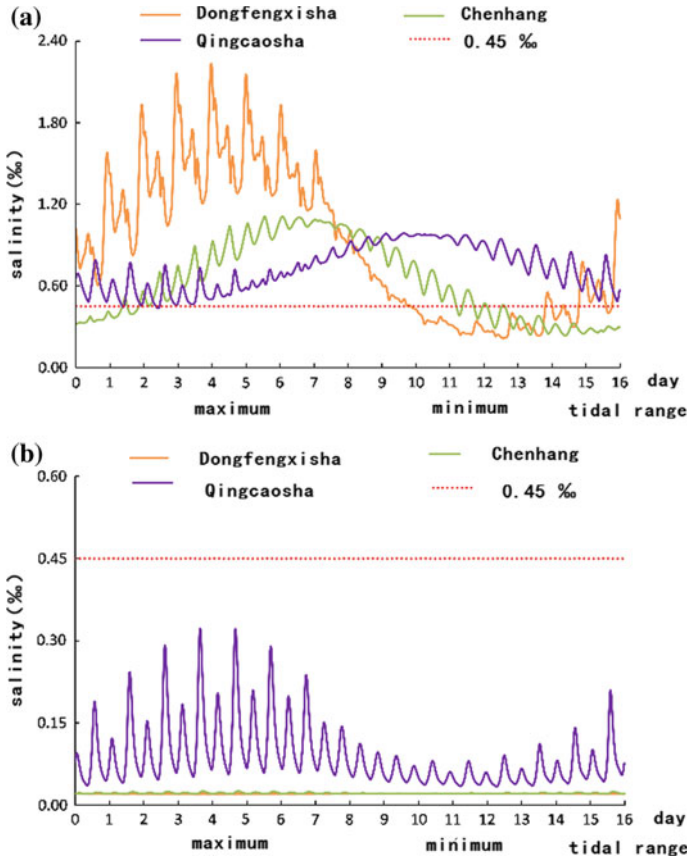 (a)
Dongfengxisha Chenhang
Qingcaosha 0.45 ‰
2.40
1.80
1.20
0.60
0.00
salinity(‰)
0 1 2 3 4 5 6 7 8 9 10 11 12 13 14 15 16 day
maximum minimum tidal range
(b)
Dongfengxisha Chenhang
Qingcaosha 0.45 ‰
0.60
0.45
0.30
0.15
0.00
salinity(‰)
0 1 2 3 4 5 6 7 8 9 10 11 12 13 14 15 16 day
maximum minimum tidal range